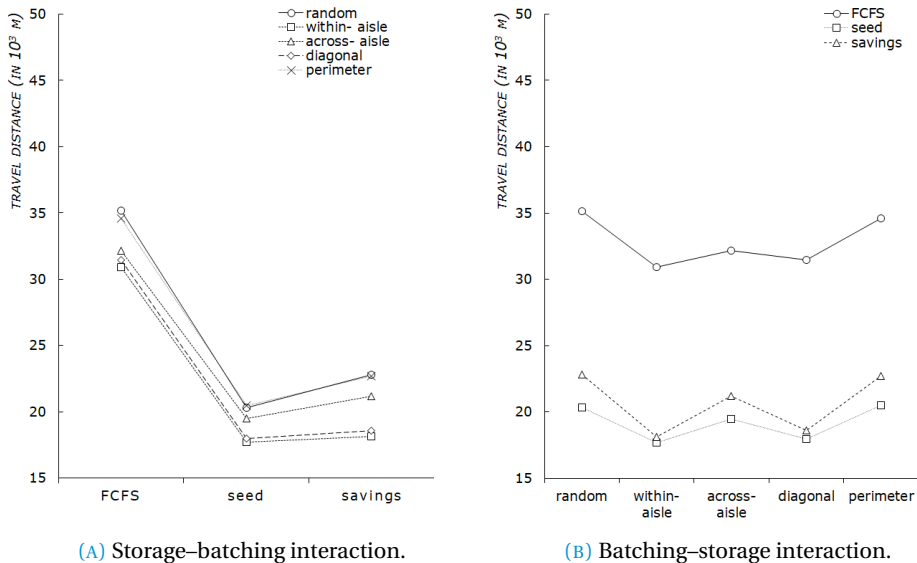 TRAVEL DISTANCE (IN 10³ M)
50
45
40
35
30
25
20
15
random
within- aisle
across- aisle
diagonal
perimeter
FCFS
seed
savings
(A) Storage–batching interaction.
TRAVEL DISTANCE (IN 10³ M)
50
45
40
35
30
25
20
15
FCFS
seed
savings
random
within-
aisle
across-
aisle
diagonal
perimeter
(B) Batching–storage interaction.